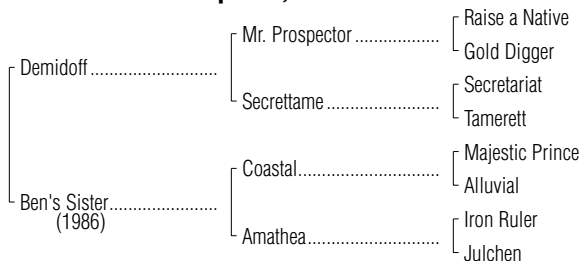 Raise a Native
Mr. Prospector
Gold Digger
Demidoff
Secretariat
Secrettame
Tamerett
Majestic Prince
Coastal
Alluvial
Ben's Sister
(1986)
Iron Ruler
Amathea
Julchen